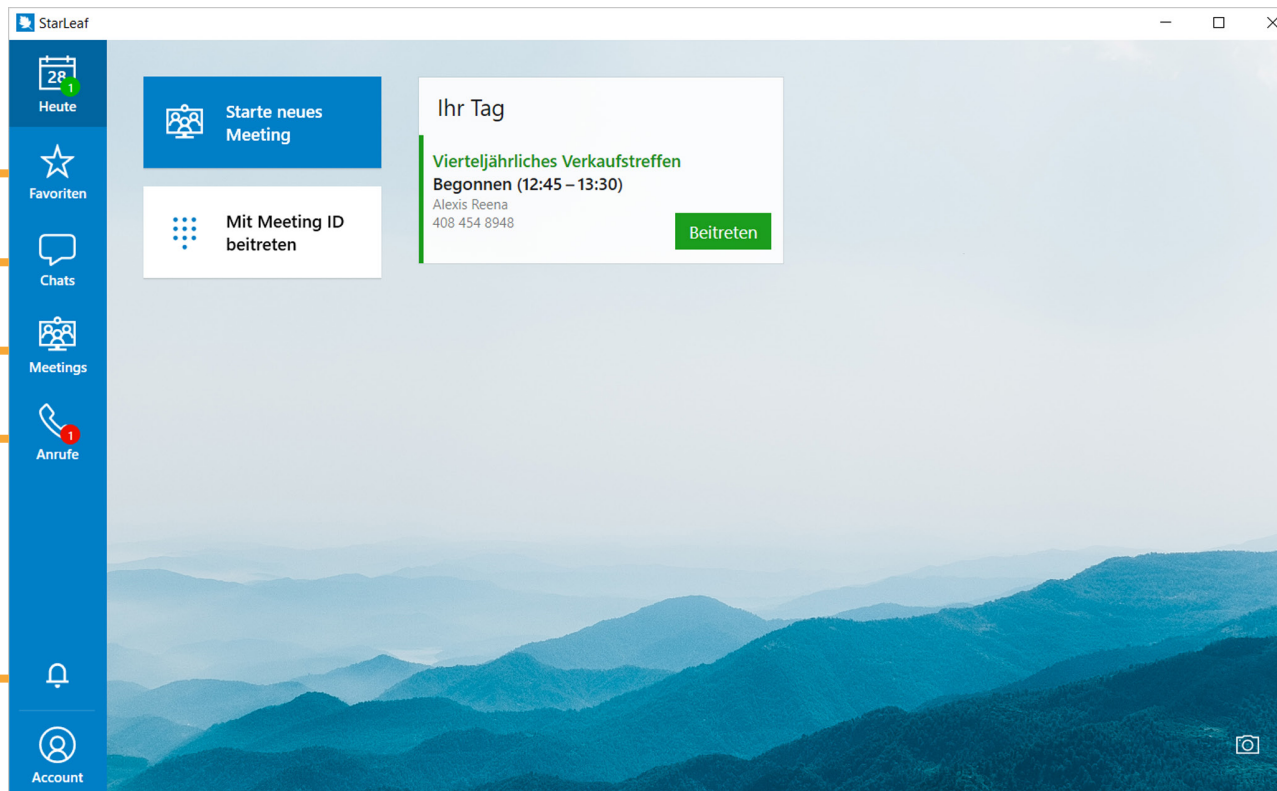 StarLeaf
28
1
Heute
Favoriten
Chats
Meetings
1
Anrufe
Account
Starte neues
Meeting
Mit Meeting ID
beitreten
Ihr Tag
Vierteljährliches Verkaufstreffen
Begonnen (12:45 – 13:30)
Alexis Reena
408 454 8948
Beitreten